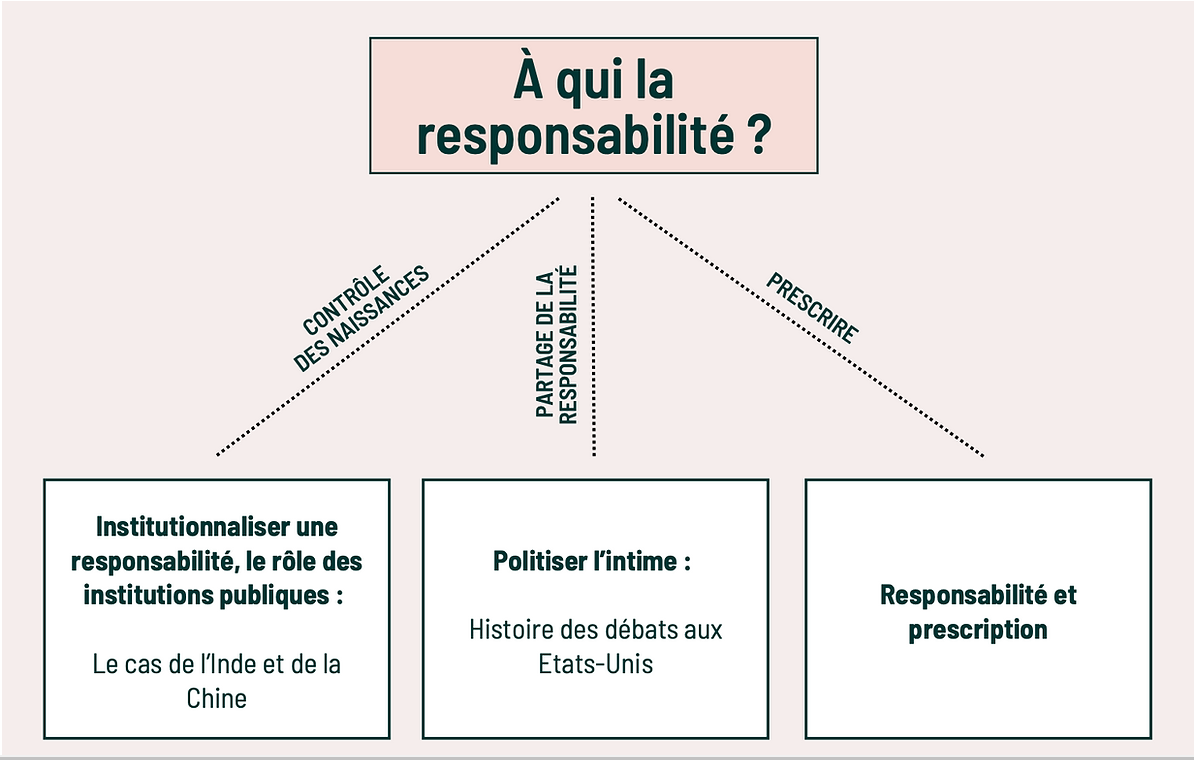 À qui la
responsabilité ?
CONTRÔLE
DES NAISSANCES
PARTAGE DE LA
RESPONSABILITÉ
PRESCRIRE
Institutionnaliser une
responsabilité, le rôle des
institutions publiques :
Le cas de l’Inde et de la
Chine
Politiser l’intime :
Histoire des débats aux
Etats-Unis
Responsabilité et
prescription